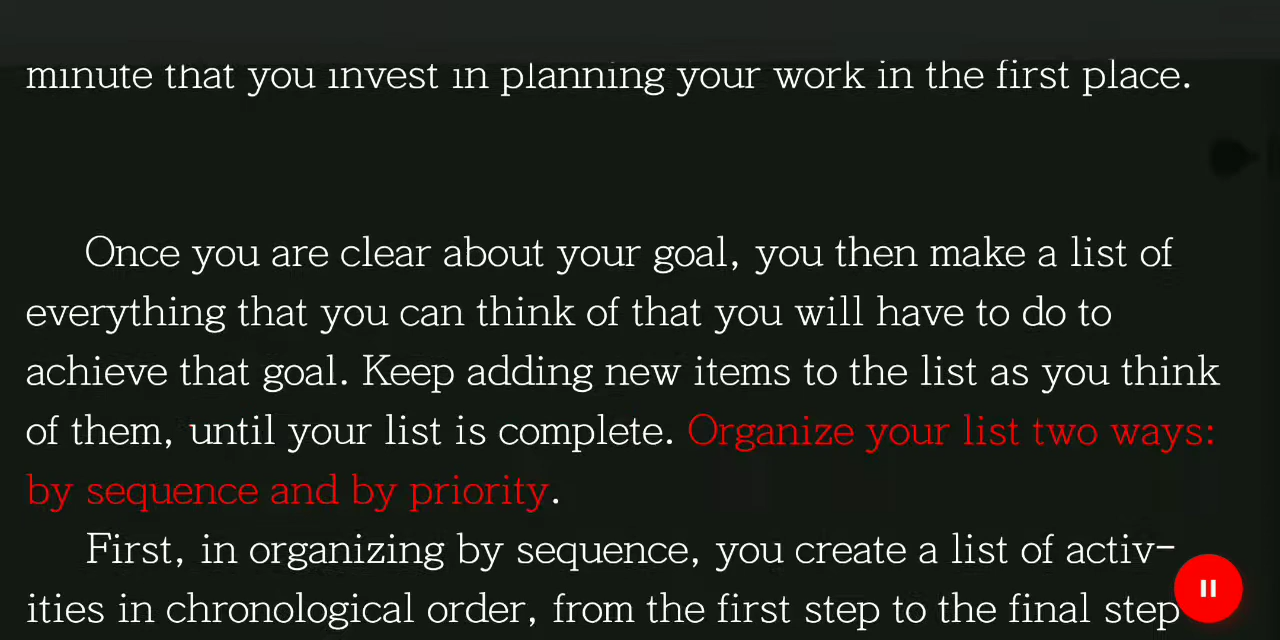 minute that you invest in planning your work in the first place.
Once you are clear about your goal, you then make a list of
everything that you can think of that you will have to do to
achieve that goal. Keep adding new items to the list as you think
of them, until your list is complete. Organize your list two ways:
by sequence and by priority.
First, in organizing by sequence, you create a list of activ-
ities in chronological order, from the first step to the final step